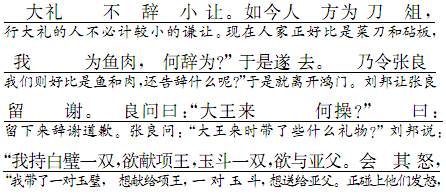 大礼 不 辞 小 让。如今人 方为 刀 俎,
行大礼的人不必计较小的谦让。现在人家正好比是菜刀和砧板,
我 为鱼肉, 何辞为?”于是遂 去。 乃令张良
我们则好比是鱼和肉,还告辞什么呢?”于是就离开鸿门。刘邦让张良
留 谢。 良问曰:“大王来 何操?” 曰:
留下来辞谢道歉。张良问:“大王来时带了些什么礼物?”刘邦说:
“我持白璧一双,欲献项王,玉斗一双,欲与亚父。会 其 怒,
“我带了一对玉璧, 想献给项王,一 对 玉 斗, 想送给亚父。正碰上他们发怒,